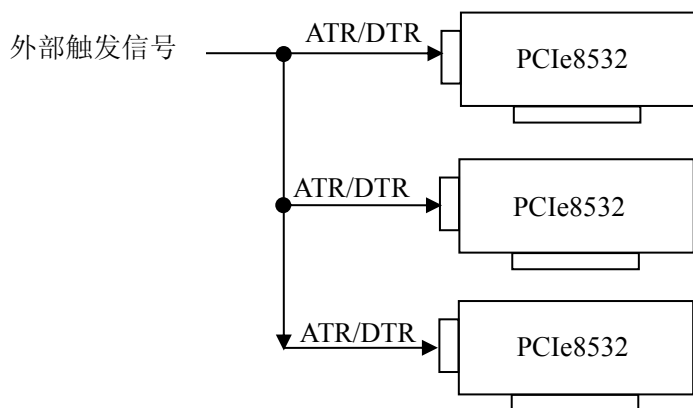 外部触发信号
ATR/DTR
PCIe8532
ATR/DTR
PCIe8532
ATR/DTR
PCIe8532